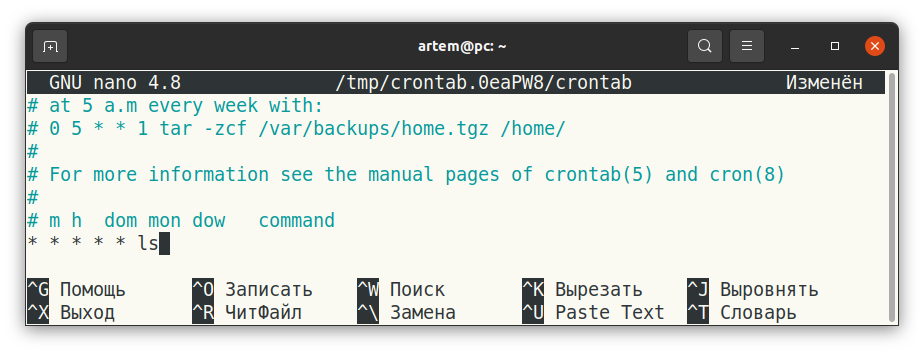 artem@pc: ~
GNU nano 4.8 /tmp/crontab.0eaPW8/crontab Изменён
# at 5 a.m every week with:
# 0 5 * * 1 tar -zcf /var/backups/home.tgz /home/
#
# For more information see the manual pages of crontab(5) and cron(8)
#
# m h  dom mon dow   command
* * * * * ls
^G Помощь ^O Записать ^W Поиск ^K Вырезать ^J Выровнять
^X Выход ^R ЧитФайл ^\ Замена ^U Paste Text ^T Словарь